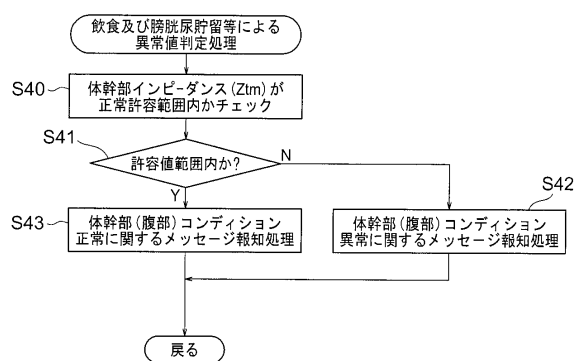 飲食及び膀胱尿貯留等による
異常値判定処理
S40
体幹部インピーダンス(Ztm)が
正常許容範囲内かチェック
S41
許容値範囲内か?
N
Y
S42
S43
体幹部(腹部)コンディション
正常に関するメッセージ報知処理
体幹部(腹部)コンディション
異常に関するメッセージ報知処理
戻る